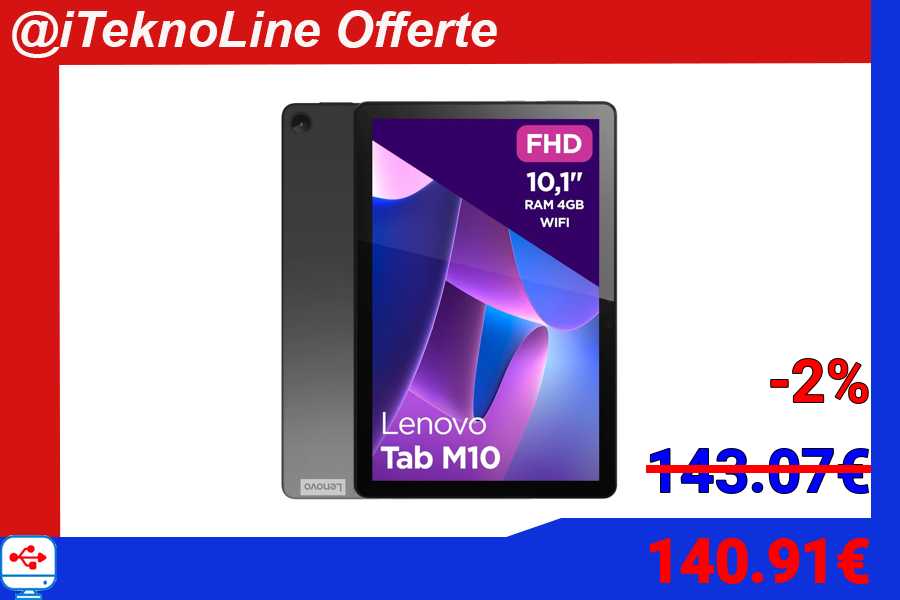 @iTeknoLine Offerte
FHD
10,1"
RAM 4GB
WIFI
Lenovo
Tab M10
Lenovo
-2%
143.07€
140.91€